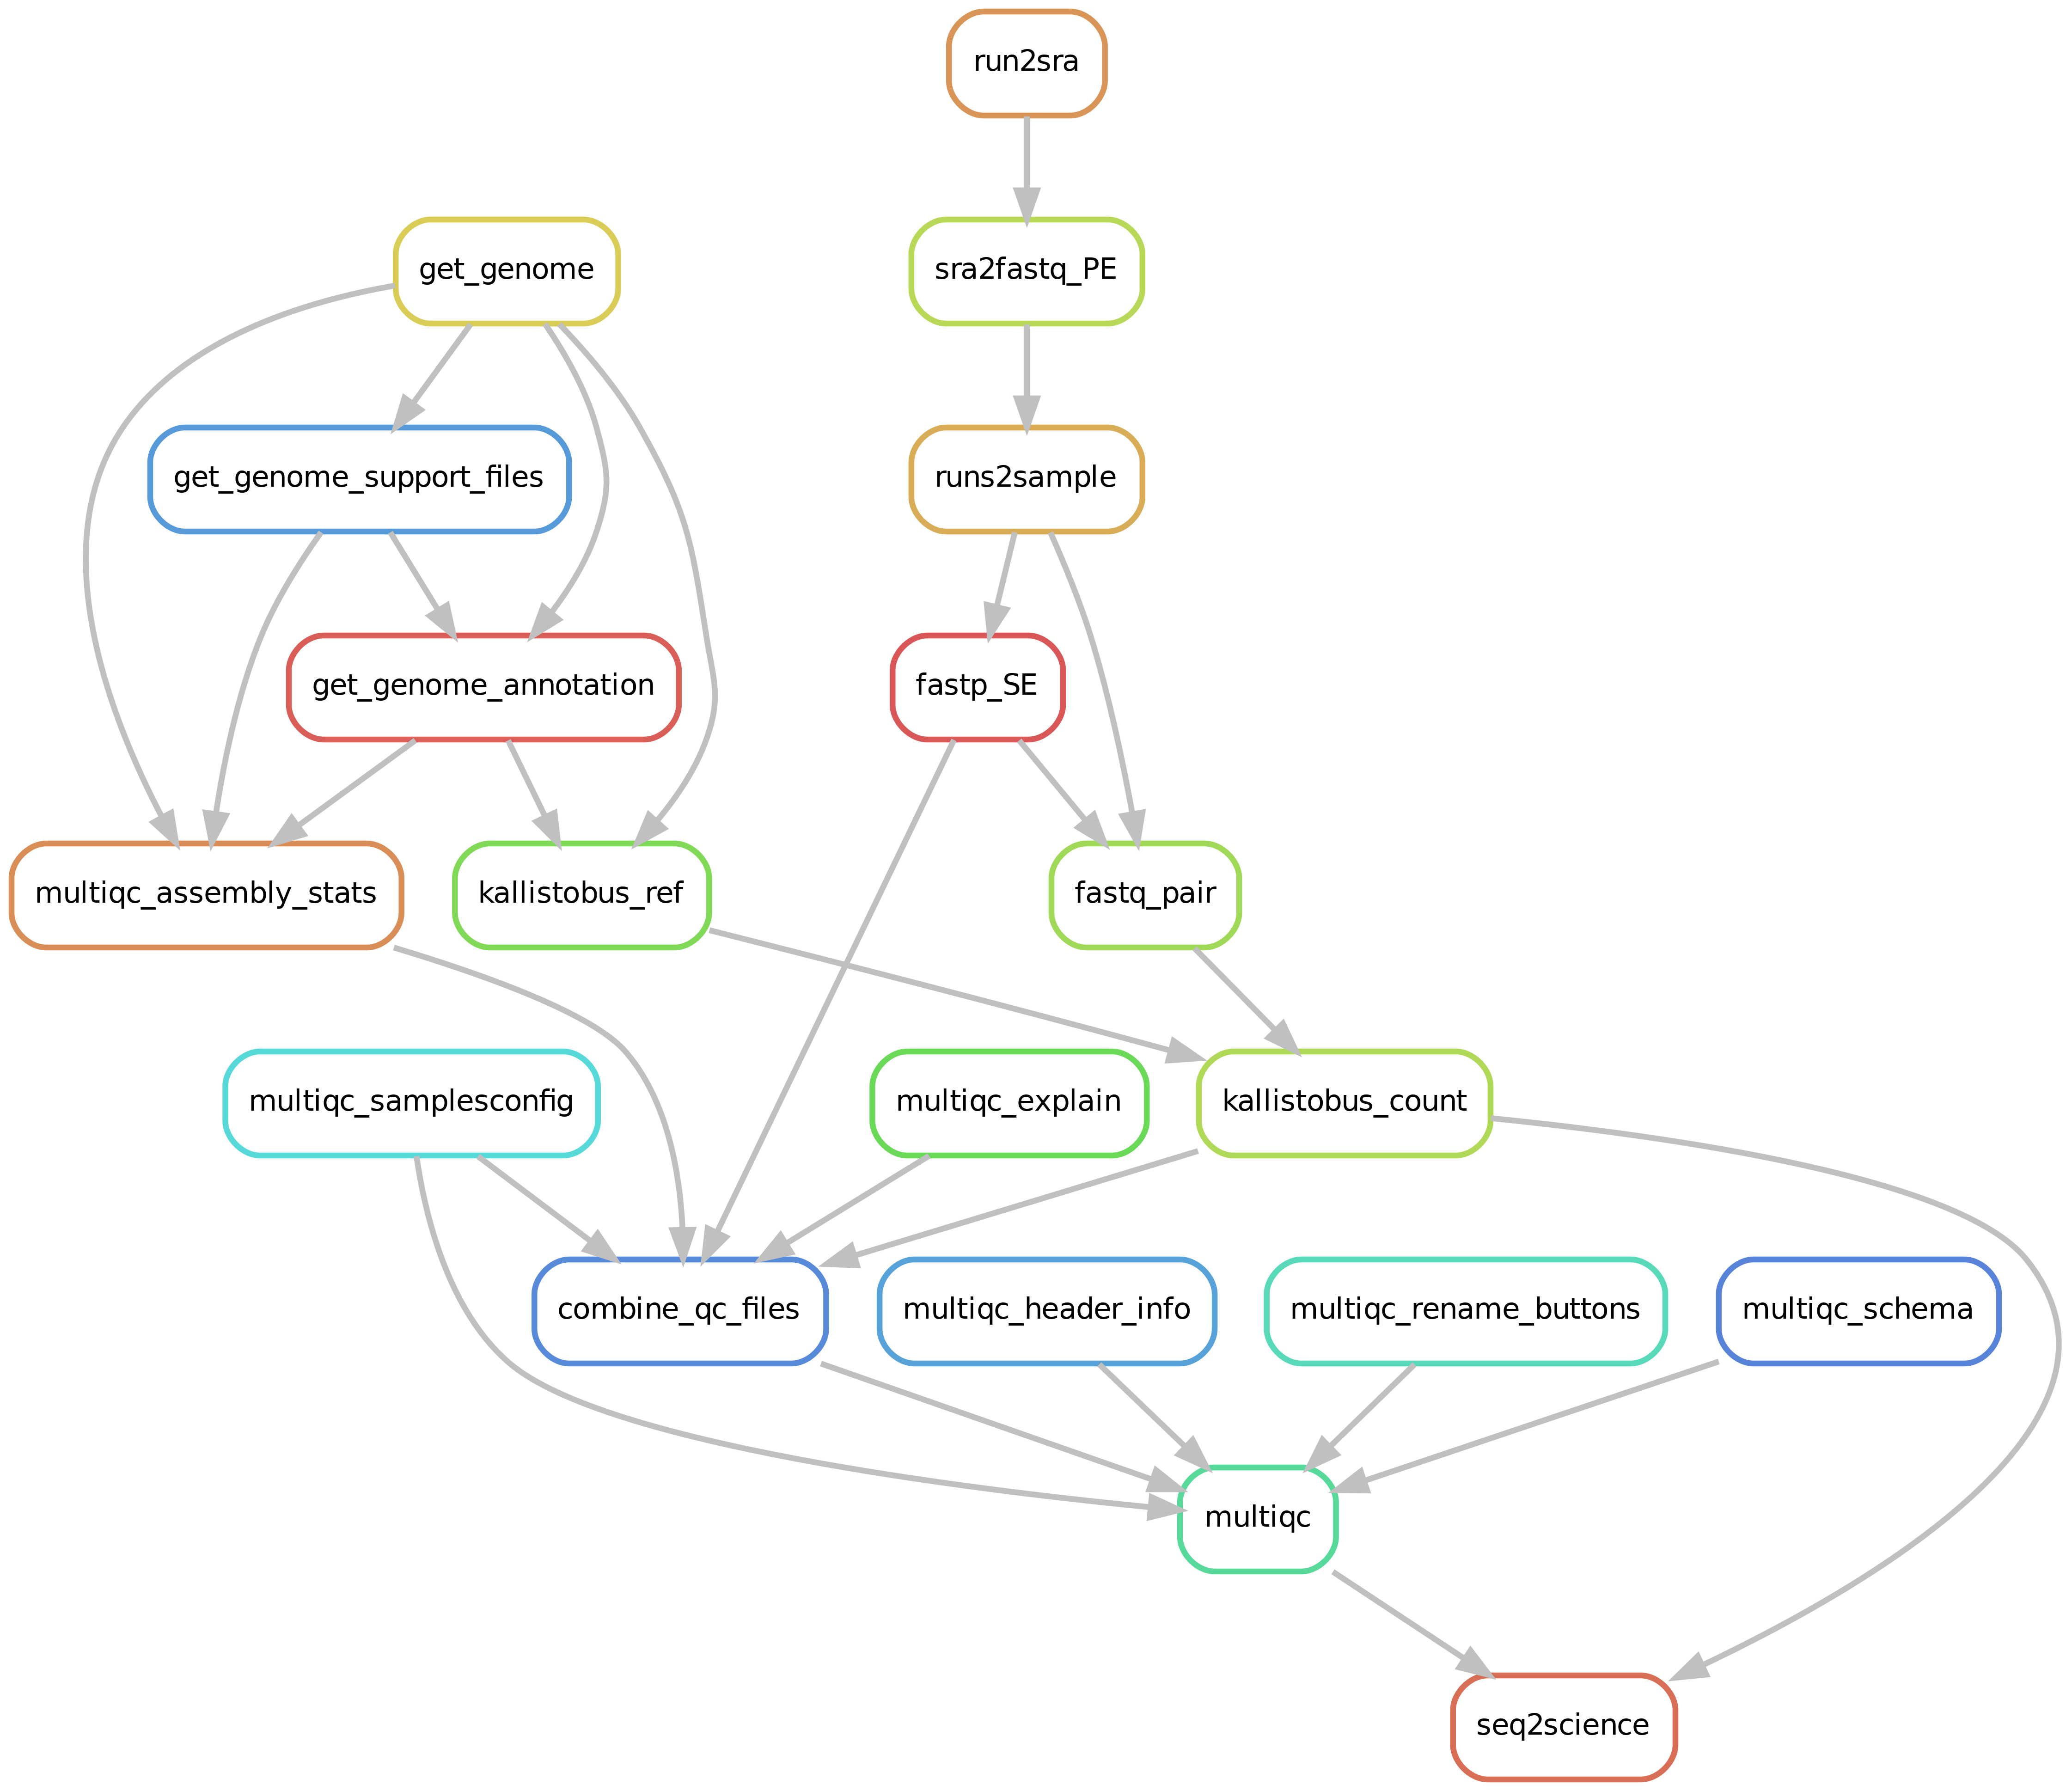 run2sra
get_genome
sra2fastq_PE
get_genome_support_files
runs2sample
get_genome_annotation
fastp_SE
multiqc_assembly_stats
kallistobus_ref
fastq_pair
multiqc_samplesconfig
multiqc_explain
kallistobus_count
combine_qc_files
multiqc_header_info
multiqc_rename_buttons
multiqc_schema
multiqc
seq2science